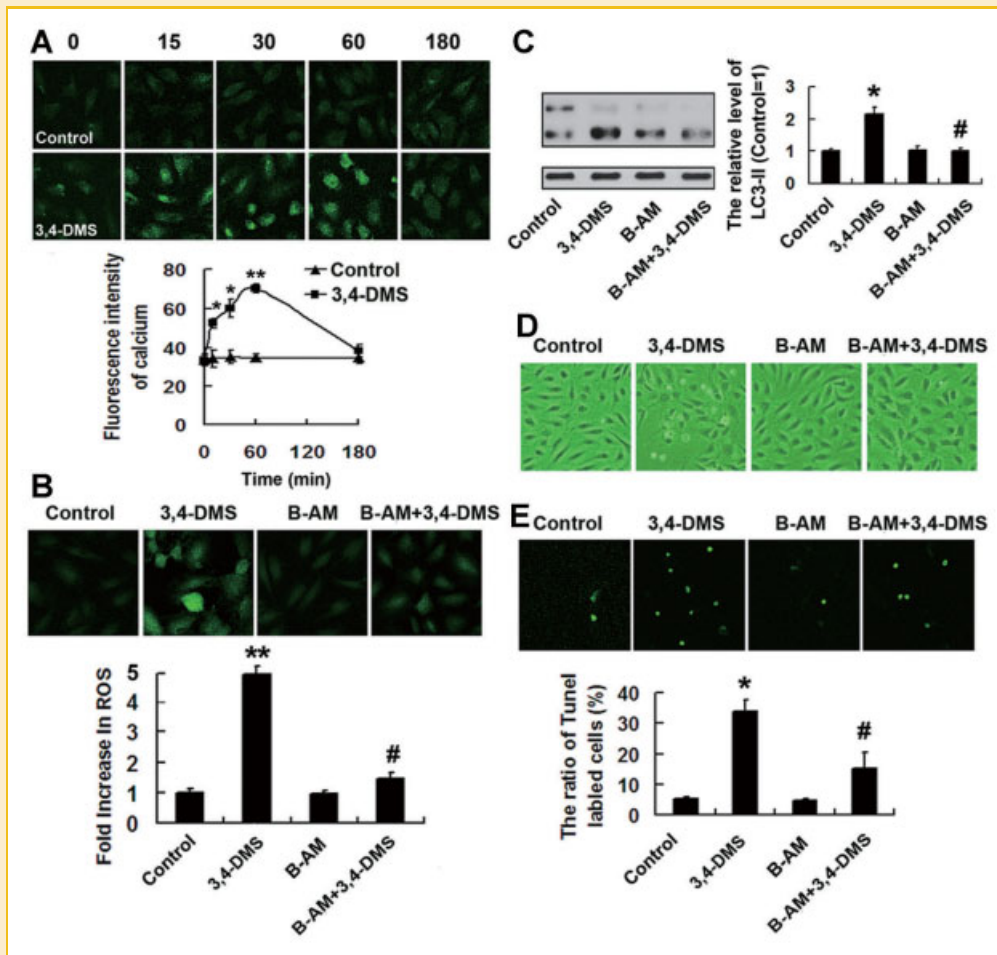 A
0 15 30 60 180
Control
3,4-DMS
Fluorescence intensity
of calcium
80
60
40
20
0
* * **
Control
3,4-DMS
0 60 120 180
Time (min)
B
Control 3,4-DMS B-AM B-AM+3,4-DMS
Fold Increase In ROS
5
4
3
2
1
0
**
#
Control 3,4-DMS B-AM B-AM+3,4-DMS
C
Control 3,4-DMS B-AM B-AM+3,4-DMS
The relative level of
LC3-II (Control=1)
3
2
1
0
*
#
Control 3,4-DMS B-AM B-AM+3,4-DMS
D
Control 3,4-DMS B-AM B-AM+3,4-DMS
E
Control 3,4-DMS B-AM B-AM+3,4-DMS
The ratio of Tunel
labled cells (%)
40
30
20
10
0
*
#
Control 3,4-DMS B-AM B-AM+3,4-DMS